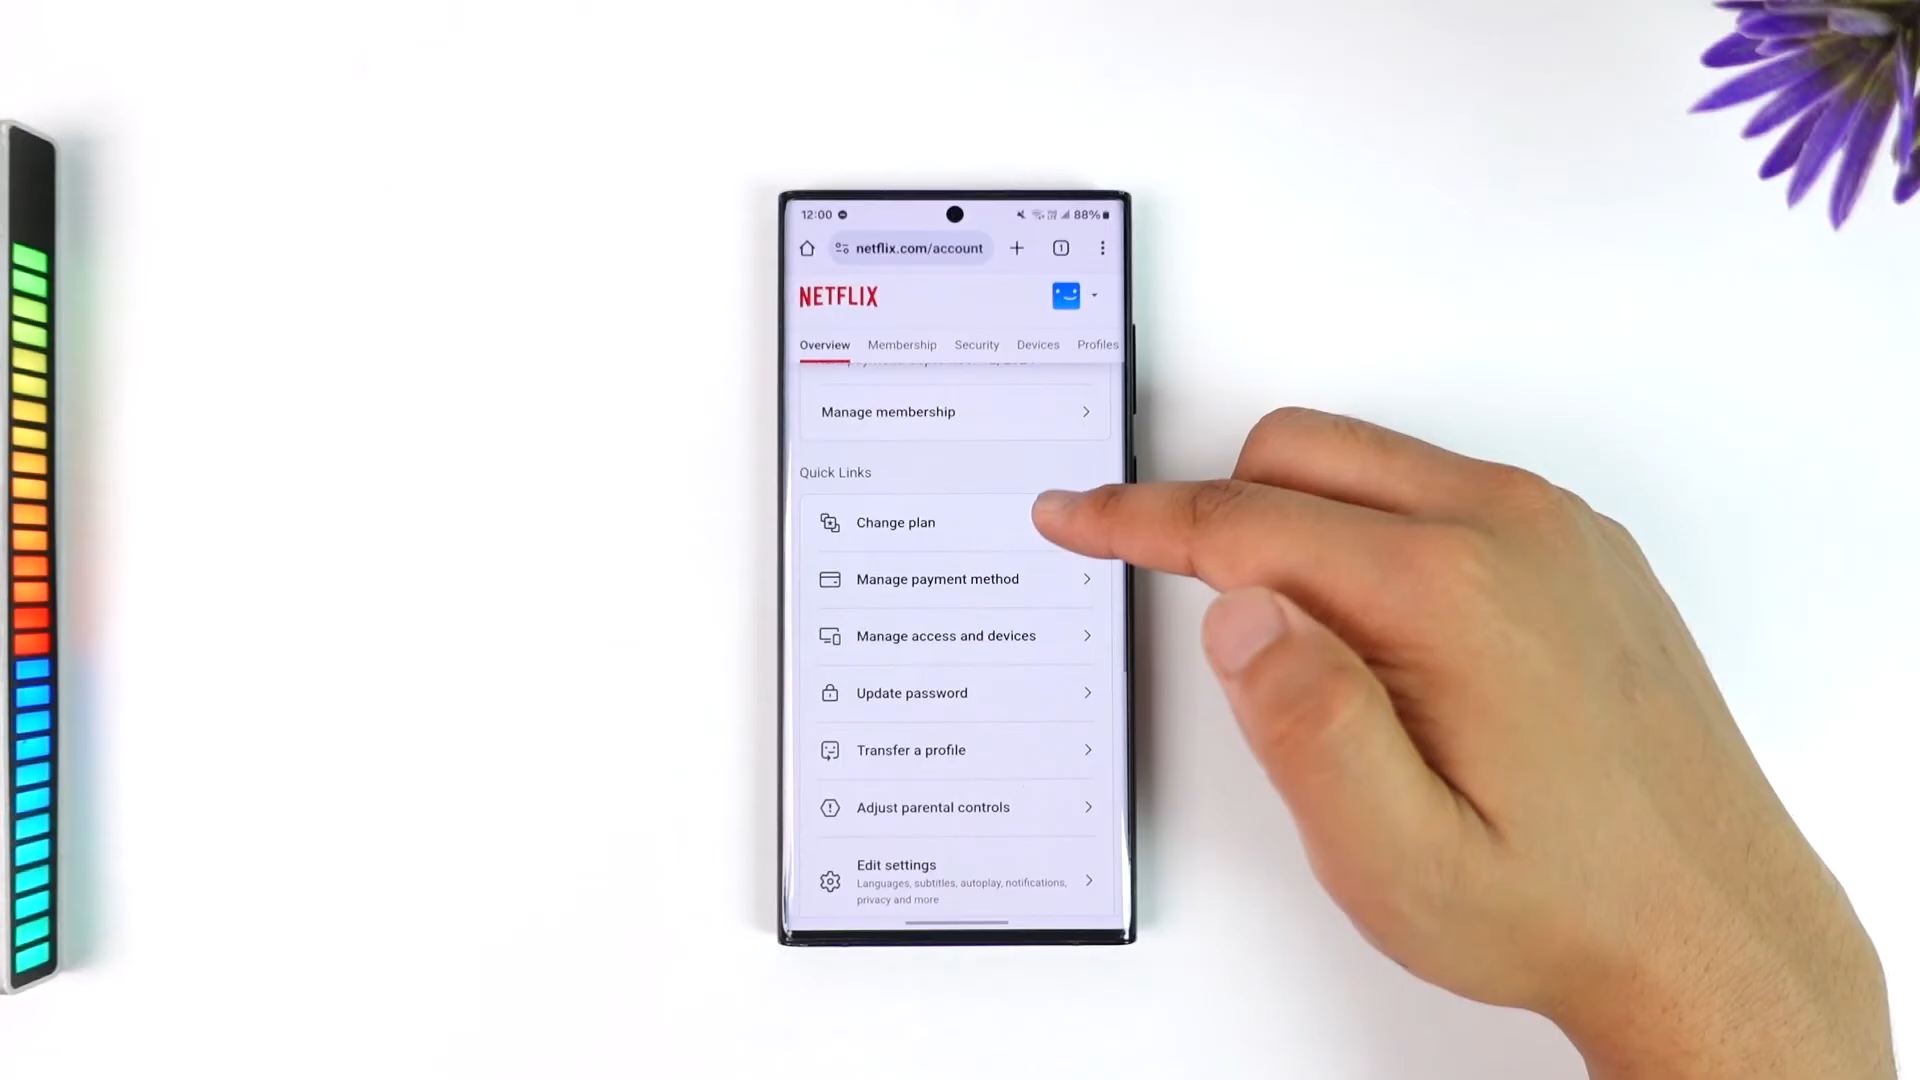 12:00
88%
netflix.com/account
1
NETFLIX
Overview Membership Security Devices Profiles
Manage membership
Quick Links
Change plan
Manage payment method
Manage access and devices
Update password
Transfer a profile
Adjust parental controls
Edit settings
Languages, subtitles, autoplay, notifications,
privacy and more